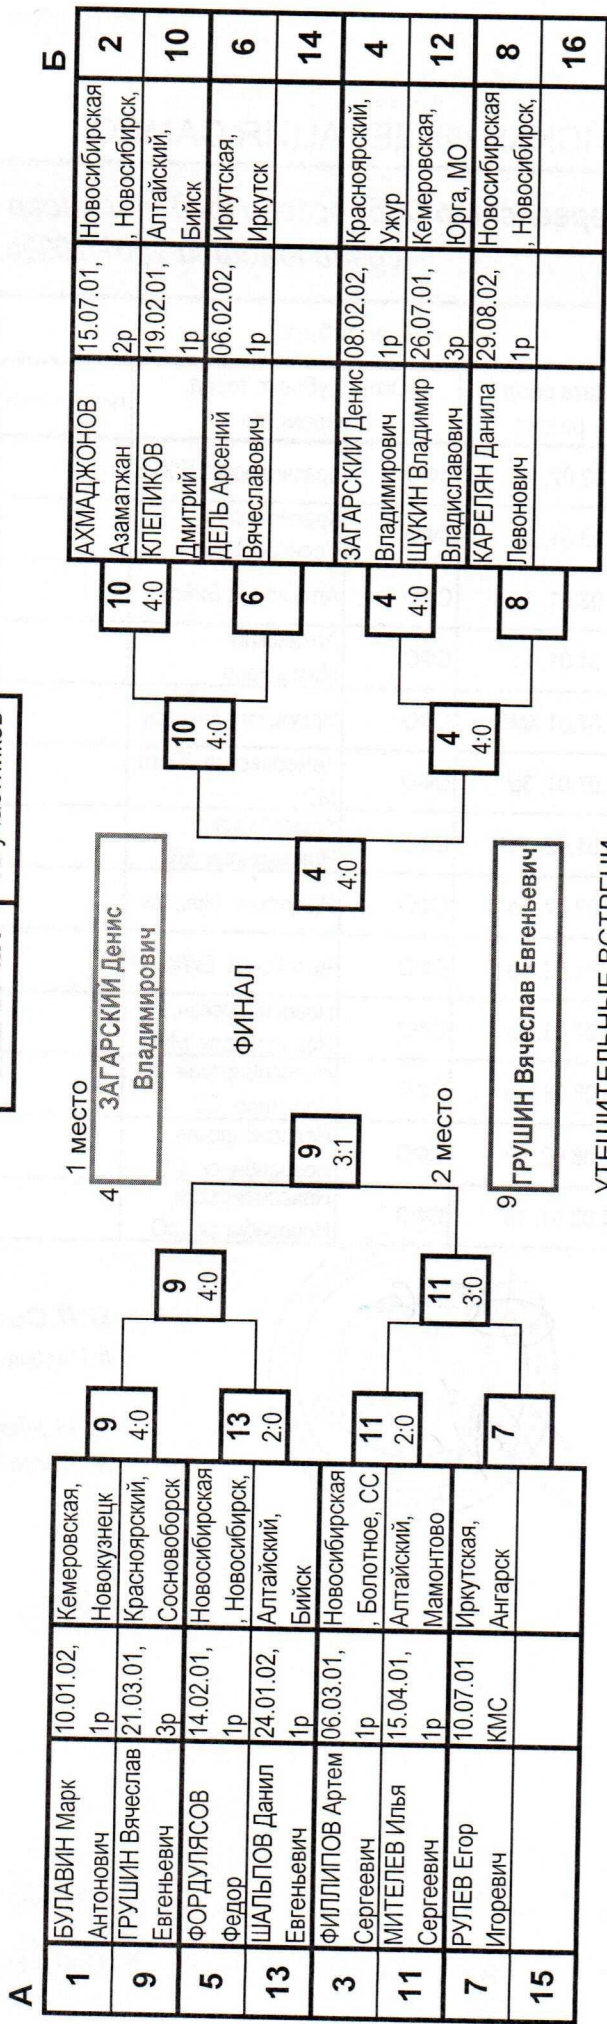 А
1
БУЛАВИН Марк
Антонович
10.01.02,
1р
Кемеровская,
Новокузнецк
9
ГРУШИН Вячеслав
Евгеньевич
21.03.01,
3р
Красноярский,
Сосновоборск
5
ФОРДУЛЯСОВ
Федор
14.02.01,
1р
Новосибирская
, Новосибирск,
13
ШАЛЬПОВ Данил
Евгеньевич
24.01.02,
1р
Алтайский,
Бийск
3
ФИЛЛИПОВ Артем
Сергеевич
06.03.01,
1р
Новосибирская
, Болотное, СС
11
МИТЕЛЕВ Илья
Сергеевич
15.04.01,
1р
Алтайский,
Мамонтово
7
РУЛЕВ Егор
Игоревич
10.07.01
КМС
Иркутская,
Ангарск
15
9
4:0
13
2:0
11
2:0
7
9
4:0
11
3:0
9
3:1
1 место
4
ЗАГАРСКИЙ Денис
Владимирович
ФИНАЛ
2 место
9
ГРУШИН Вячеслав Евгеньевич
4
4:0
10
4:0
4
4:0
10
4:0
6
4
4:0
8
Б
АХМАДЖОНОВ
Азаматжан
15.07.01,
2р
Новосибирская
, Новосибирск,
2
КЛЕПИКОВ
Дмитрий
19.02.01,
1р
Алтайский,
Бийск
10
ДЕЛЬ Арсений
Вячеславович
06.02.02,
1р
Иркутская,
Иркутск
6
14
ЗАГАРСКИЙ Денис
Владимирович
08.02.02,
1р
Красноярский,
Ужур
4
ЩУКИН Владимир
Владиславович
26,07.01,
3р
Кемеровская,
Юрга, МО
12
КАРЕЛЯН Данила
Левонович
29.08.02,
1р
Новосибирская
, Новосибирск,
8
16
УТЕШИТЕЛЬНЫЕ ВСТРЕЧИ